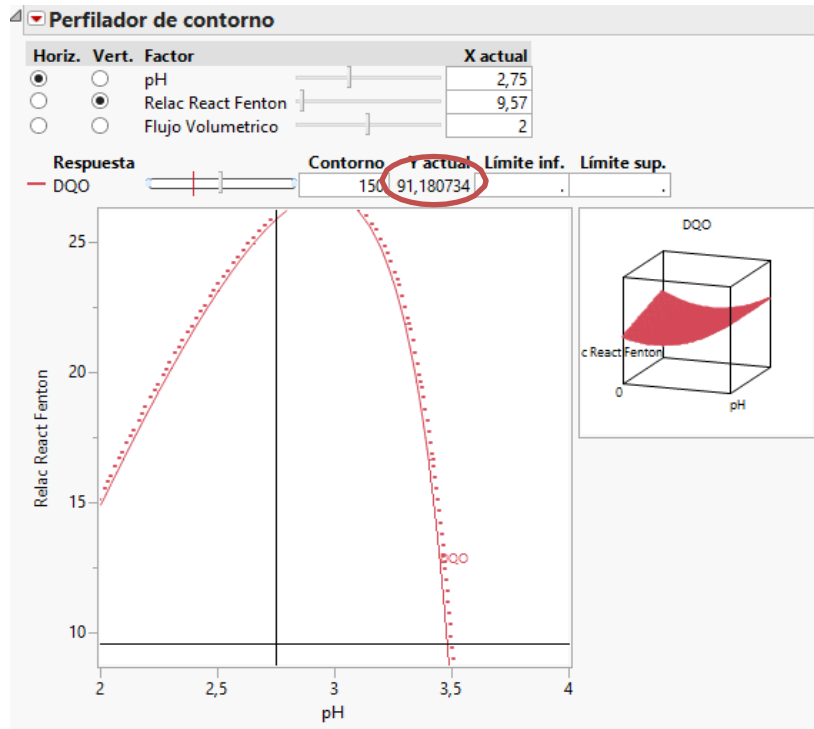 Perfilador de contorno
Horiz. Vert. Factor X actual
pH 2,75
Relac React Fenton 9,57
Flujo Volumetrico 2
Respuesta Contorno Y actual Límite inf. Límite sup.
DQO 150 91,180734 . .
25
20
15
10
Relac React Fenton
DQO
2 2,5 3 3,5 4
pH
DQO
c React Fenton
0
pH